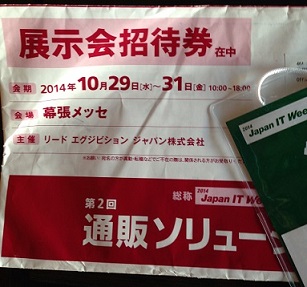 展示会招待券 在中
会期 2014年10月29日[水]~31日[金] 10:00~18:00
会場 幕張メッセ
主催 リード エグジビション ジャパン株式会社
2014
総称 Japan IT Wee
第2回
通販ソリュー
2014
Japan IT Wee